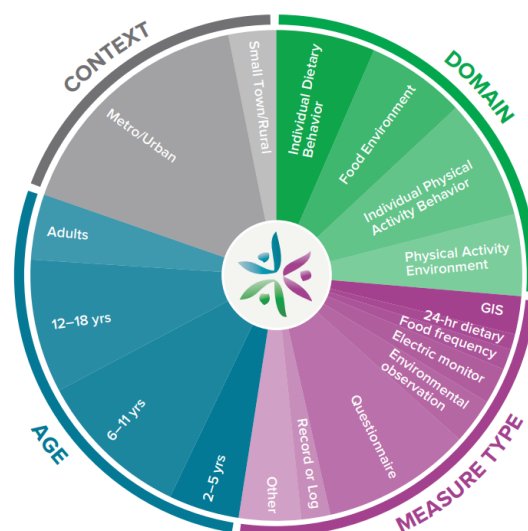 CONTEXT
Metro/Urban
Small Town/Rural
DOMAIN
Individual Dietary
Behavior
Food Environment
Individual Physical
Activity Behavior
Physical Activity
Environment
MEASURE TYPE
GIS
24-hr dietary
Food frequency
Electric monitor
Environmental
observation
Questionnaire
Record or Log
Other
AGE
2–5 yrs
6–11 yrs
12–18 yrs
Adults